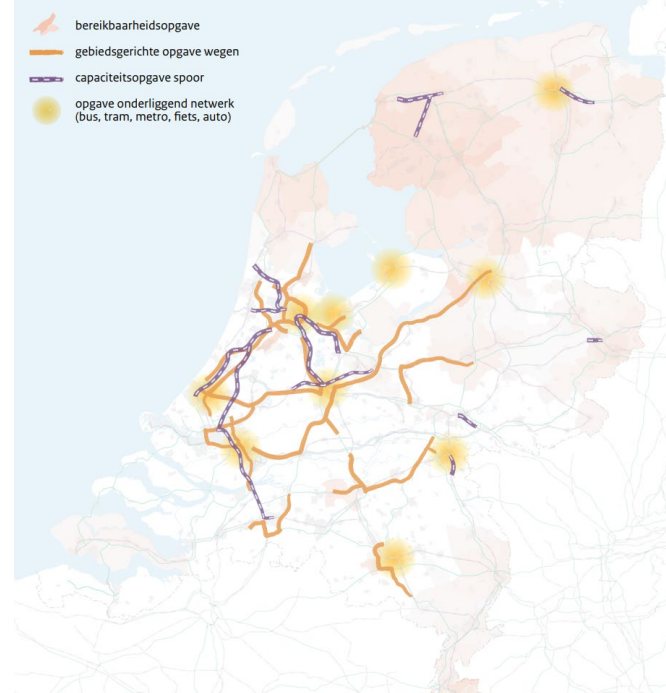 bereikbaarheidsopgave
gebiedsgerichte opgave wegen
capaciteitsopgave spoor
opgave onderliggend netwerk
(bus, tram, metro, fiets, auto)